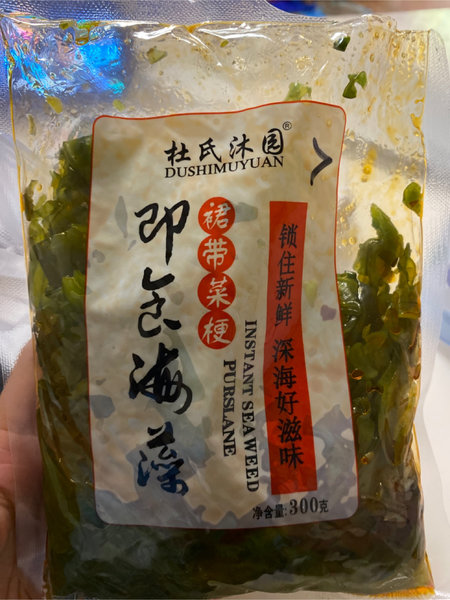 杜氏沐园®
DUSHIMUYUAN
即食海藻
裙带菜梗
INSTANT SEAWEED
PURSLANE
锁住新鲜 深海好滋味
净含量:300克